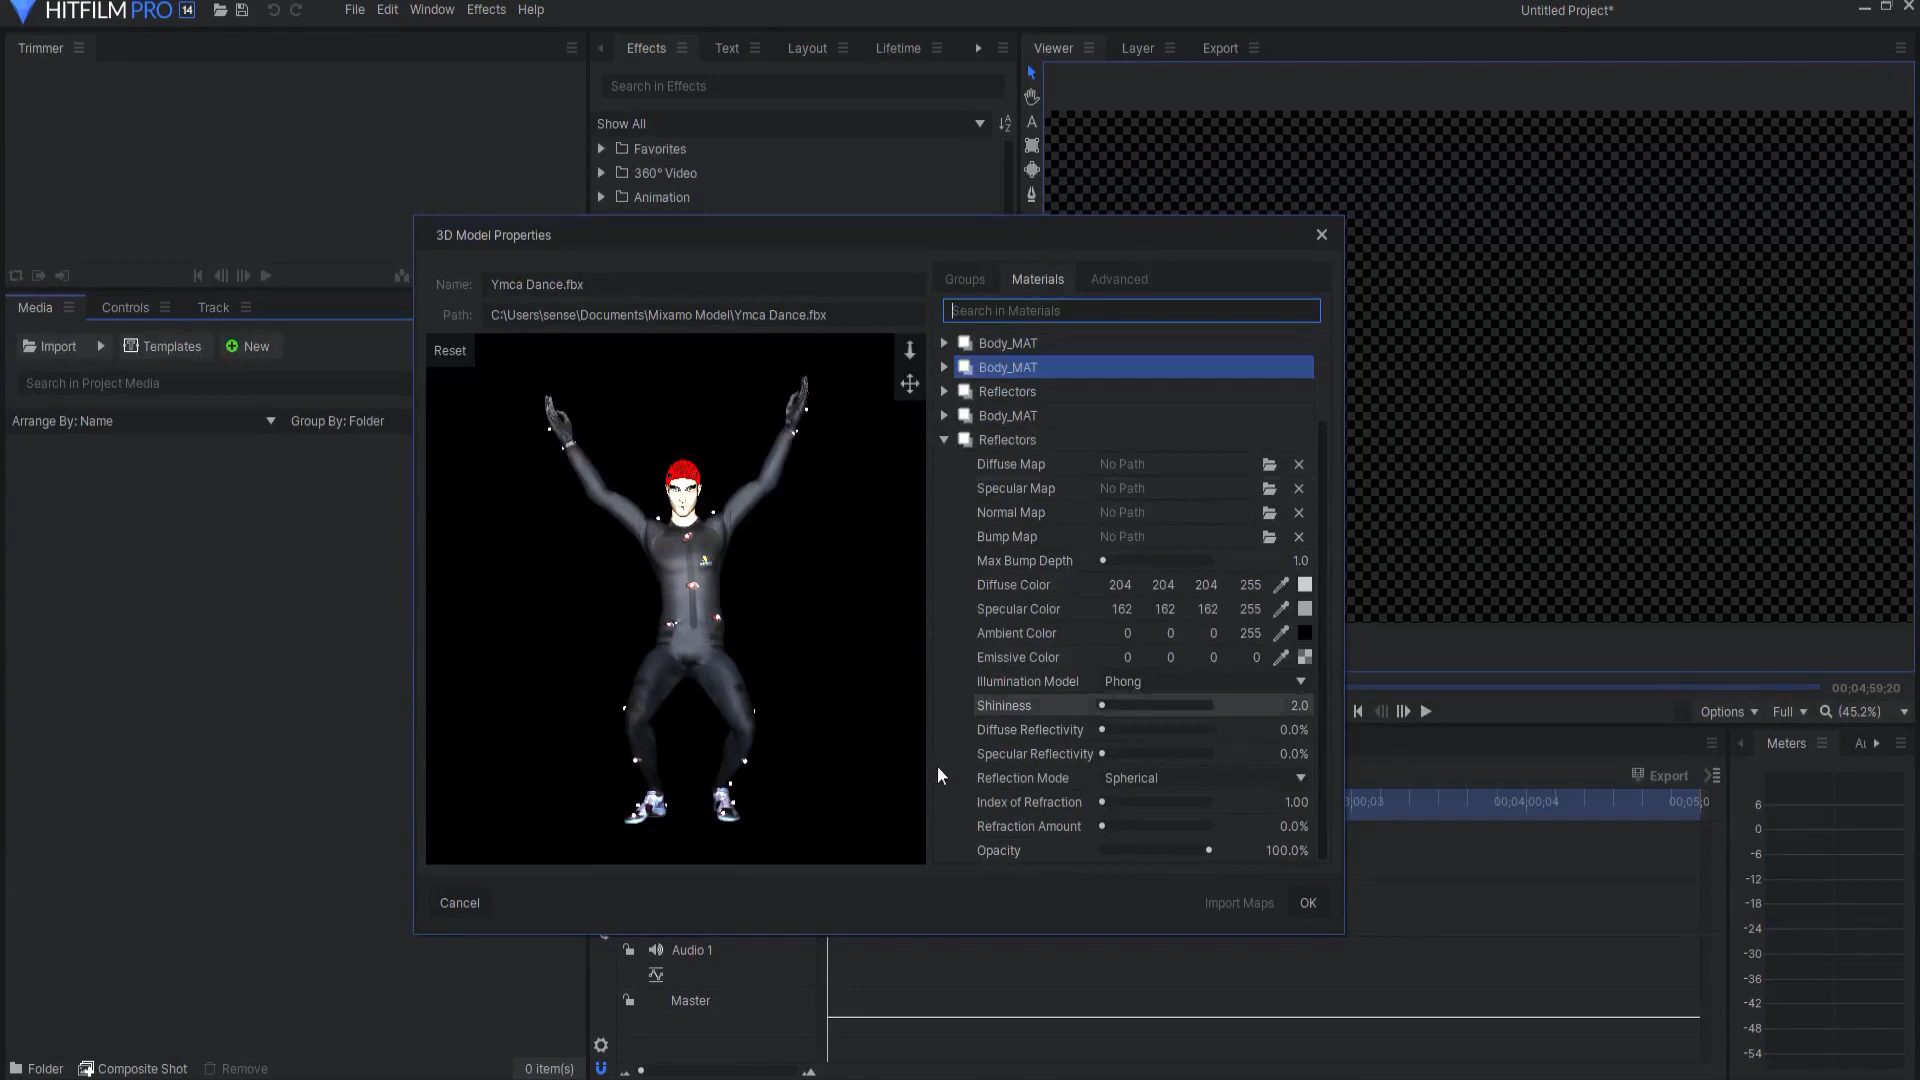 HITFILM PRO 14
File Edit Window Effects Help
Untitled Project*
Trimmer
Effects Text Layout Lifetime
Viewer Layer Export
Search in Effects
Show All
Favorites
360° Video
Animation
Media Controls Track
Import Templates New
Search in Project Media
Arrange By: Name Group By: Folder
3D Model Properties
Name: Ymca Dance.fbx
Path: C:\Users\sense\Documents\Mixamo Model\Ymca Dance.fbx
Reset
Groups Materials Advanced
Search in Materials
Body_MAT
Body_MAT
Reflectors
Body_MAT
Reflectors
Diffuse Map No Path
Specular Map No Path
Normal Map No Path
Bump Map No Path
Max Bump Depth 1.0
Diffuse Color 204 204 204 255
Specular Color 162 162 162 255
Ambient Color 0 0 0 255
Emissive Color 0 0 0 0
Illumination Model Phong
Shininess 2.0
Diffuse Reflectivity 0.0%
Specular Reflectivity 0.0%
Reflection Mode Spherical
Index of Refraction 1.00
Refraction Amount 0.0%
Opacity 100.0%
Cancel Import Maps OK
00;04;59;20
Options Full (45.2%)
Meters
Export
00;04;00;04
6
0
-6
-12
-18
-24
-30
-36
-42
-48
-54
Audio 1
Master
Folder Composite Shot Remove 0 item(s)